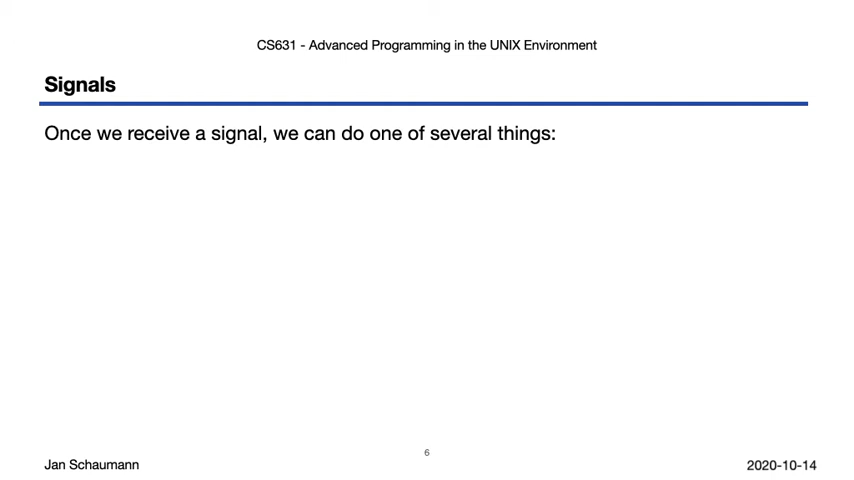 CS631 - Advanced Programming in the UNIX Environment
Signals
Once we receive a signal, we can do one of several things:
6
Jan Schaumann
2020-10-14